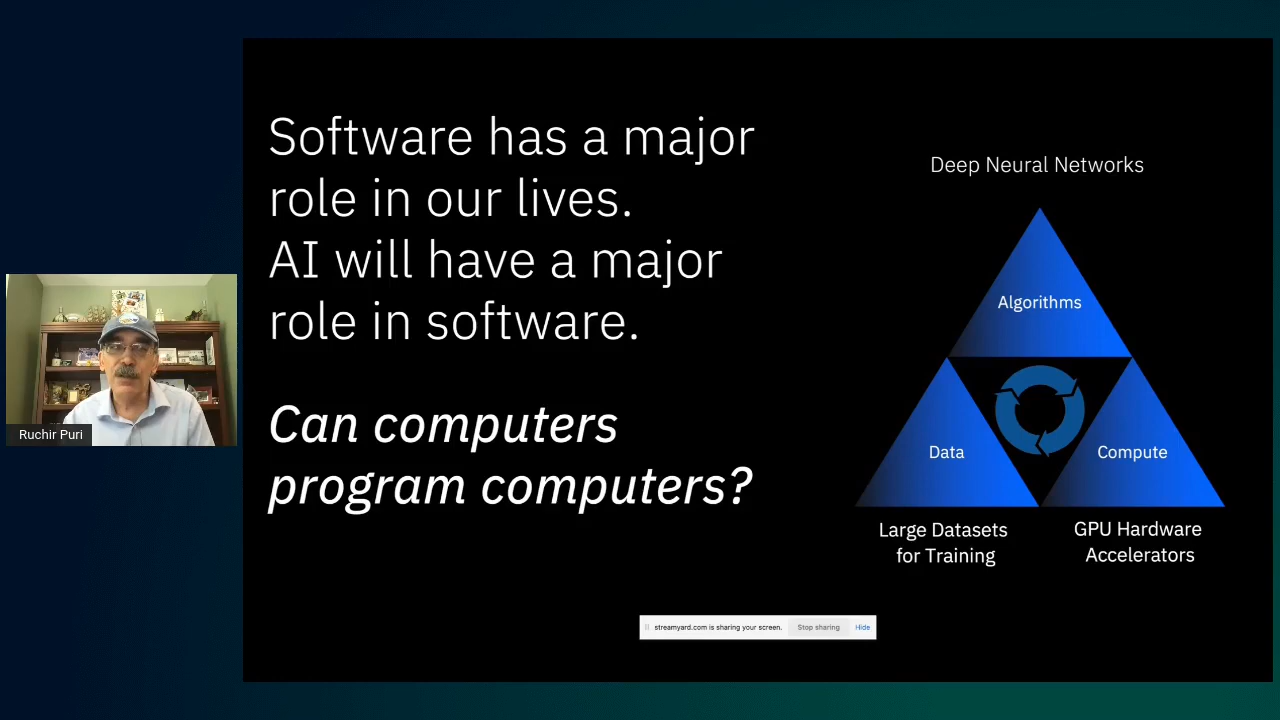 Software has a major
role in our lives.
AI will have a major
role in software.
Can computers
program computers?
Deep Neural Networks
Algorithms
Data
Compute
Large Datasets
for Training
GPU Hardware
Accelerators
Ruchir Puri
streamyard.com is sharing your screen. Stop sharing Hide